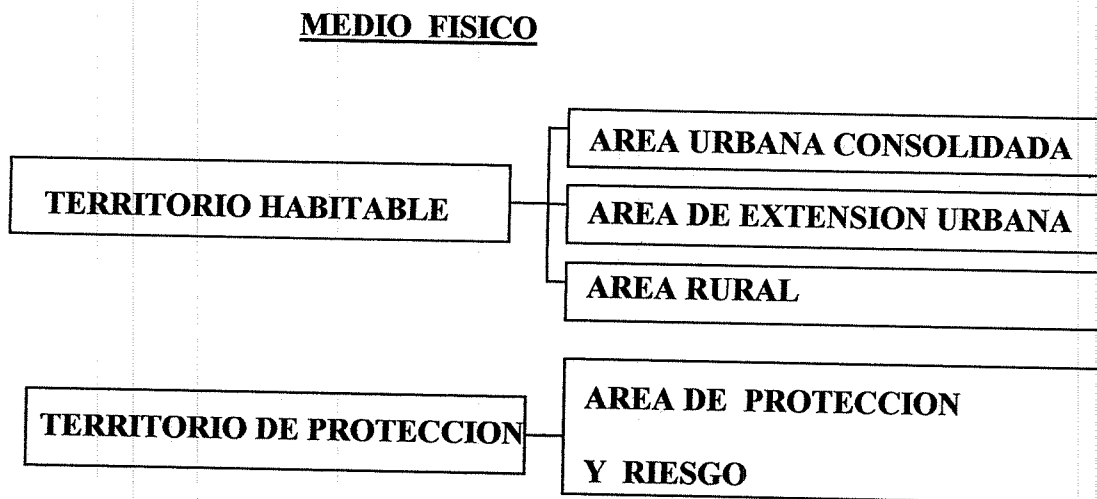 MEDIO FISICO
AREA URBANA CONSOLIDADA
TERRITORIO HABITABLE
AREA DE EXTENSION URBANA
AREA RURAL
TERRITORIO DE PROTECCION
AREA DE PROTECCION
Y RIESGO